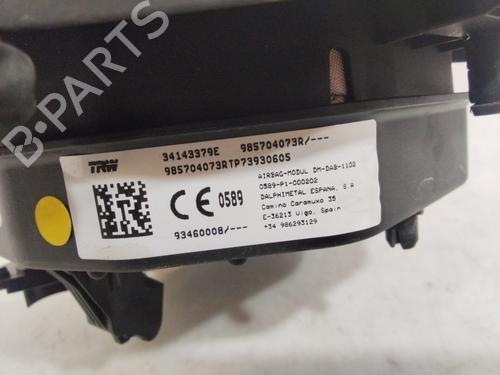 TRW
34143379E 985704073R/---
985704073RTP73930605
AIRBAG-MODUL DM-DAB-1102
0589-P1-000202
DALPHIMETAL ESPANA, S.A
Camino Caramuxo 35
E-36213 Vigo, Spain
+34 986293129
CE 0589
93460008/---
B-PARTS